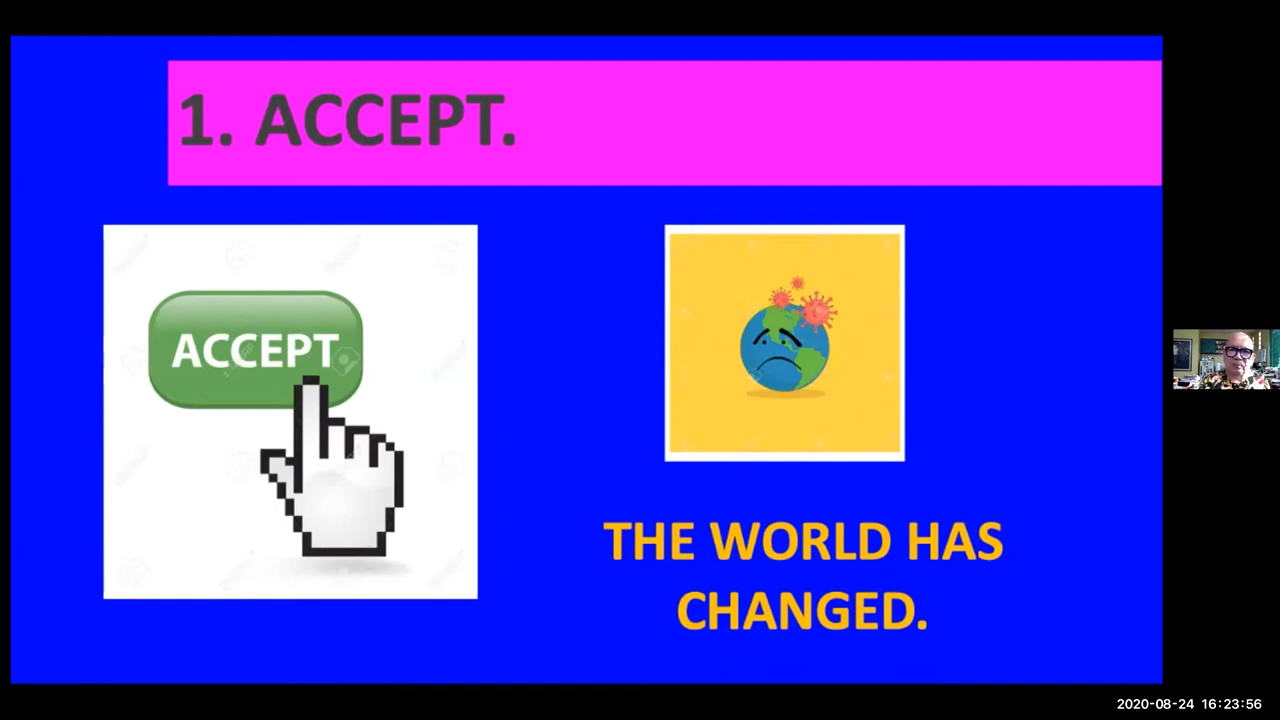 1. ACCEPT.
ACCEPT
THE WORLD HAS
CHANGED.
2020-08-24 16:23:56